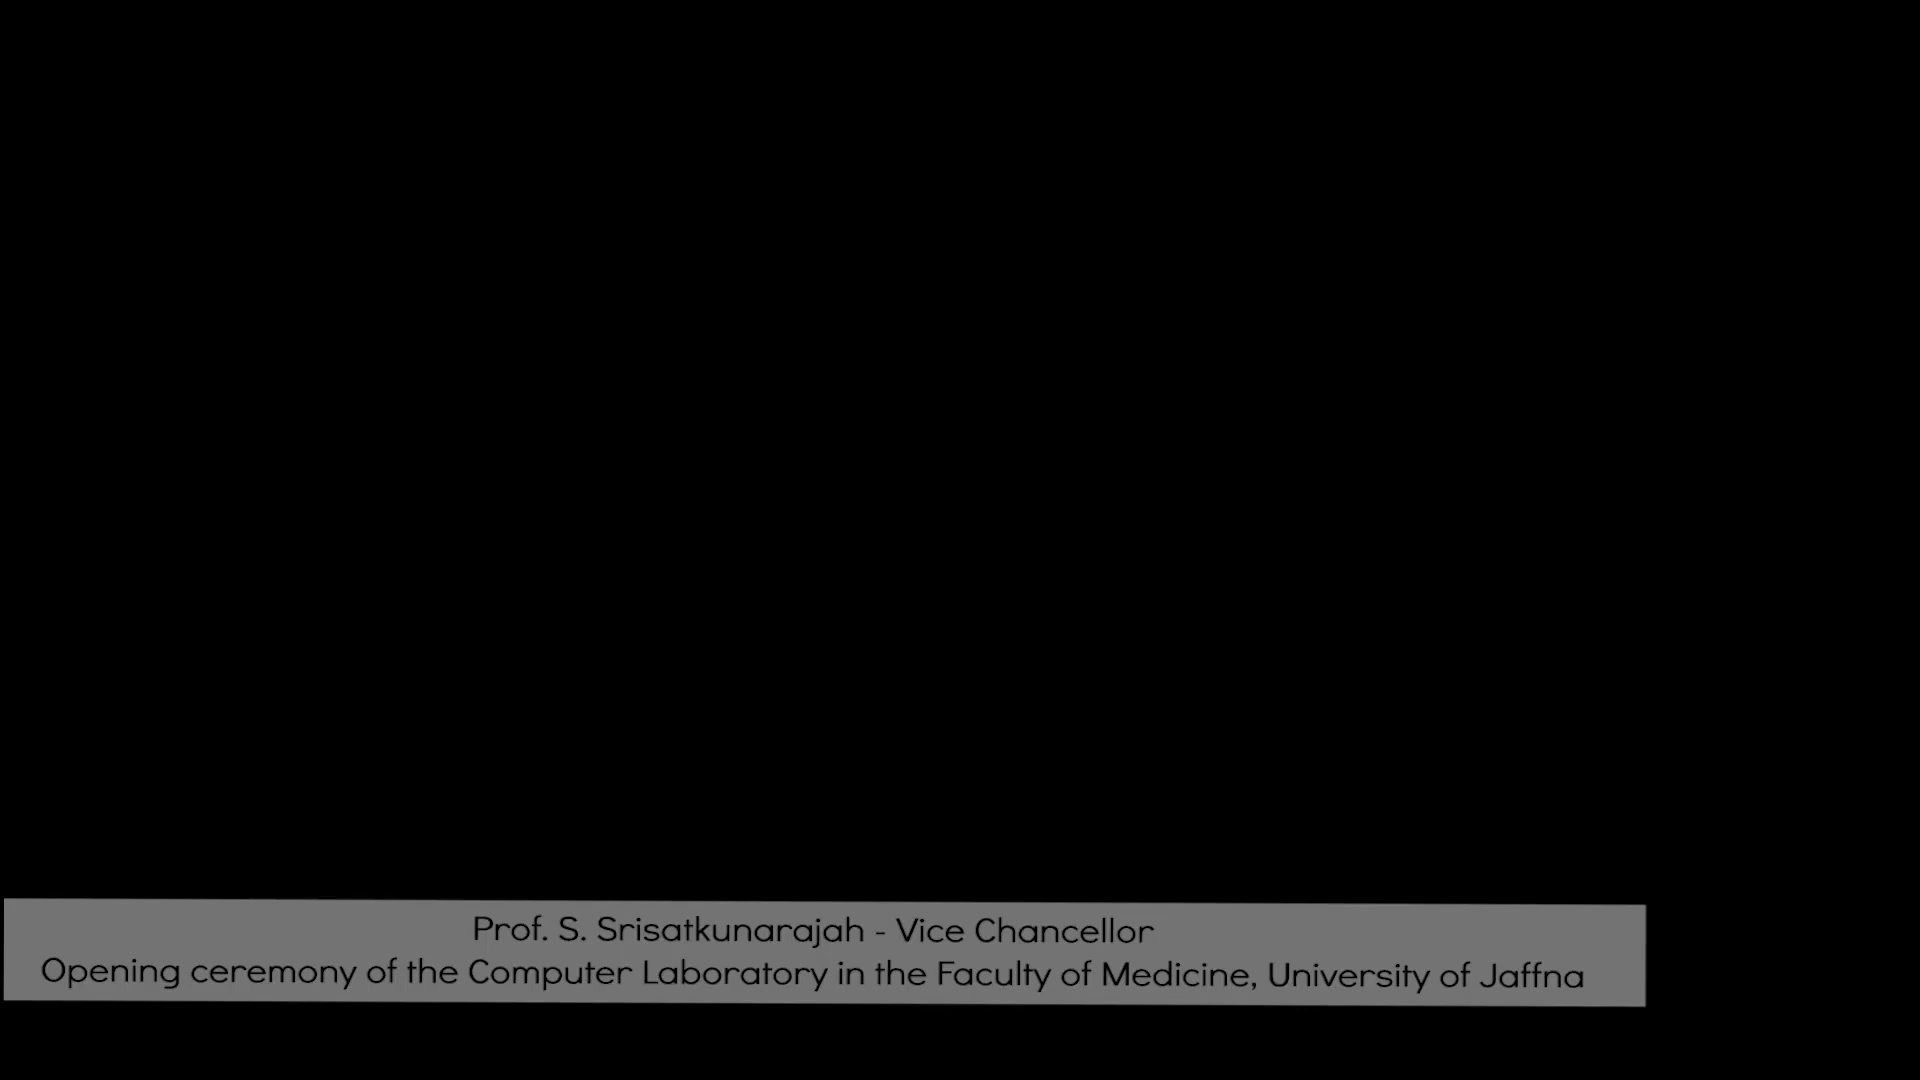 Prof. S. Srisatkunarajah - Vice Chancellor
Opening ceremony of the Computer Laboratory in the Faculty of Medicine, University of Jaffna